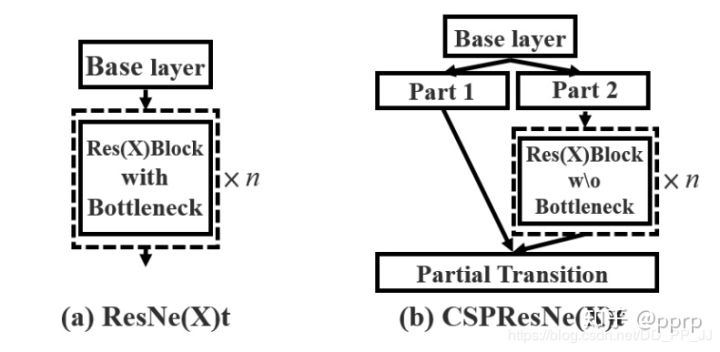 Base layer
Res(X)Block
with
Bottleneck
× n
(a) ResNe(X)t
Base layer
Part 1
Part 2
Res(X)Block
w\o
Bottleneck
× n
Partial Transition
(b) CSPResNe(X)t
知乎 @pprp
https://blog.csdn.net/DD_PP_JJ